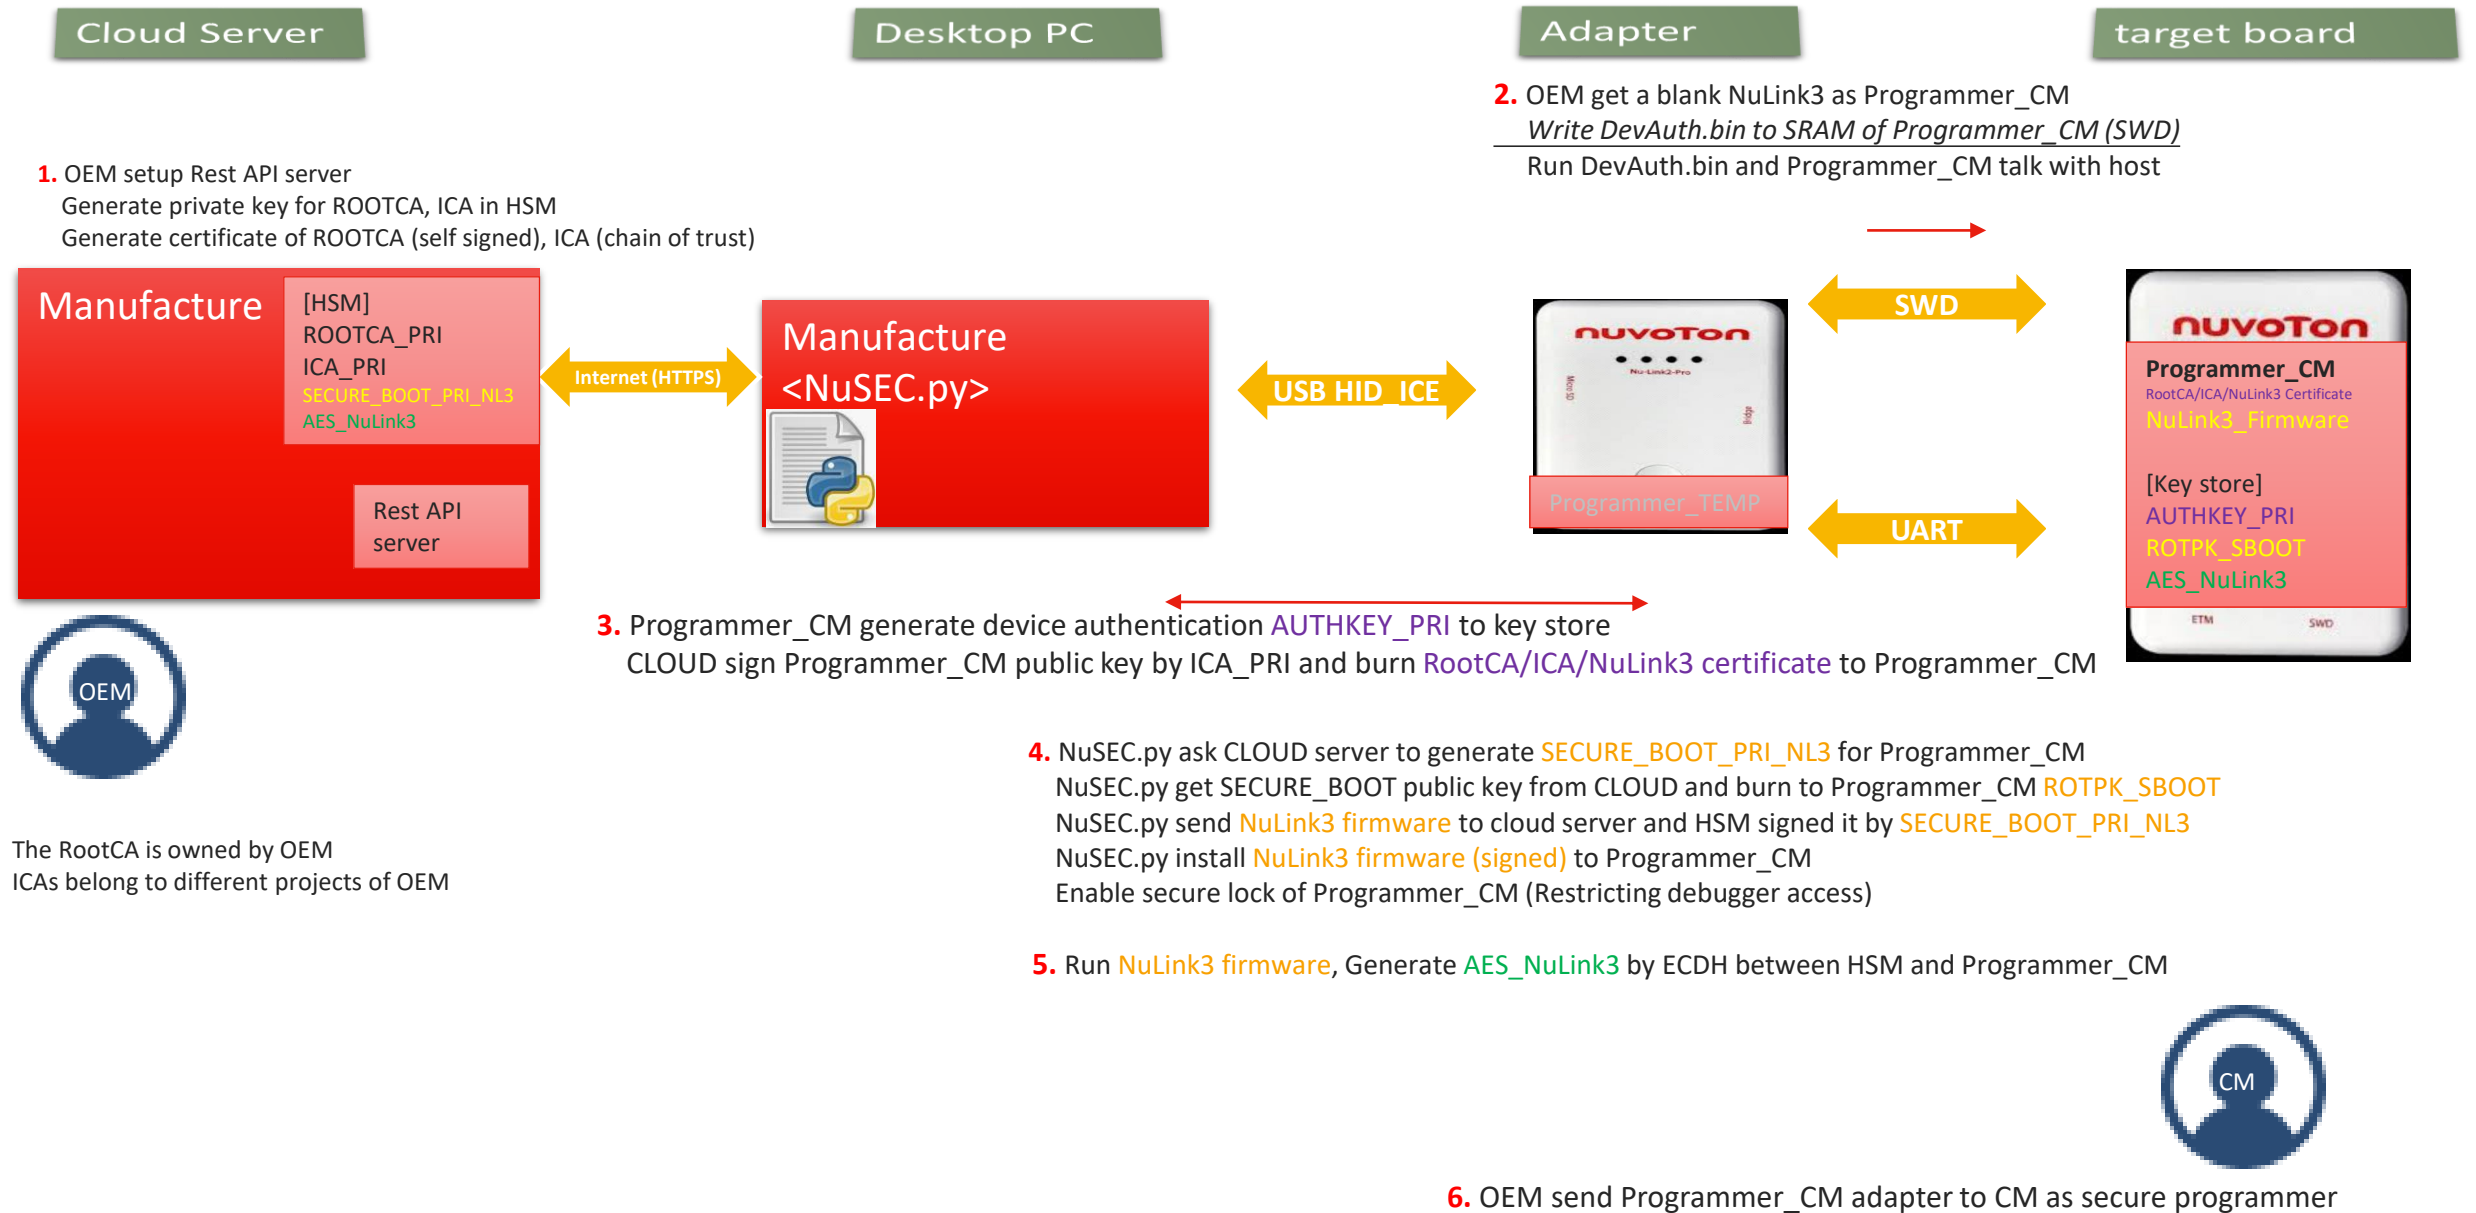 Cloud Server
Desktop PC
Adapter
target board
2. OEM get a blank NuLink3 as Programmer_CM
Write DevAuth.bin to SRAM of Programmer_CM (SWD)
Run DevAuth.bin and Programmer_CM talk with host
1. OEM setup Rest API server
Generate private key for ROOTCA, ICA in HSM
Generate certificate of ROOTCA (self signed), ICA (chain of trust)
Manufacture
[HSM]
ROOTCA_PRI
ICA_PRI
SECURE_BOOT_PRI_NL3
AES_NuLink3
Rest API
server
Internet (HTTPS)
Manufacture
<NuSEC.py>
USB HID_ICE
nuvoTon
Nu-Link2-Pro
Micro SD
Bridge
Programmer_TEMP
SWD
UART
nuvoTon
Programmer_CM
RootCA/ICA/NuLink3 Certificate
NuLink3_Firmware
[Key store]
AUTHKEY_PRI
ROTPK_SBOOT
AES_NuLink3
ETM
SWD
3. Programmer_CM generate device authentication AUTHKEY_PRI to key store
CLOUD sign Programmer_CM public key by ICA_PRI and burn RootCA/ICA/NuLink3 certificate to Programmer_CM
OEM
4. NuSEC.py ask CLOUD server to generate SECURE_BOOT_PRI_NL3 for Programmer_CM
NuSEC.py get SECURE_BOOT public key from CLOUD and burn to Programmer_CM ROTPK_SBOOT
NuSEC.py send NuLink3 firmware to cloud server and HSM signed it by SECURE_BOOT_PRI_NL3
NuSEC.py install NuLink3 firmware (signed) to Programmer_CM
Enable secure lock of Programmer_CM (Restricting debugger access)
The RootCA is owned by OEM
ICAs belong to different projects of OEM
5. Run NuLink3 firmware, Generate AES_NuLink3 by ECDH between HSM and Programmer_CM
CM
6. OEM send Programmer_CM adapter to CM as secure programmer